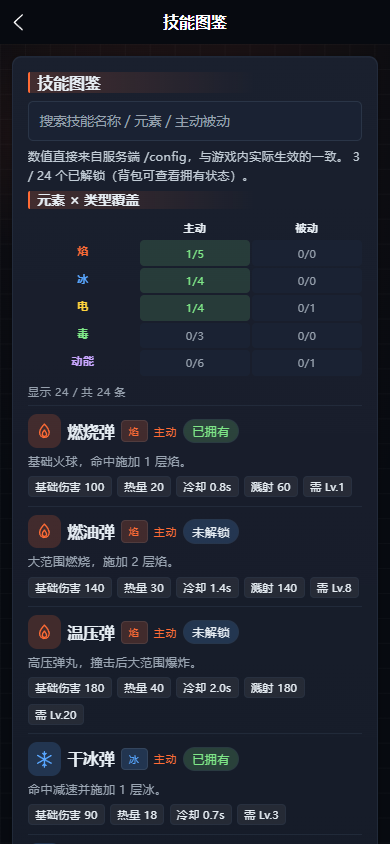 技能图鉴
技能图鉴
搜索技能名称 / 元素 / 主动被动
数值直接来自服务端 /config，与游戏内实际生效的一致。 3
/ 24 个已解锁（背包可查看拥有状态）。
元素 × 类型覆盖
主动 被动
焰 1/5 0/0
冰 1/4 0/0
电 1/4 0/1
毒 0/3 0/0
动能 0/6 0/1
显示 24 / 共 24 条
燃烧弹 焰 主动 已拥有
基础火球，命中施加 1 层焰。
基础伤害 100 热量 20 冷却 0.8s 溅射 60 需 Lv.1
燃油弹 焰 主动 未解锁
大范围燃烧，施加 2 层焰。
基础伤害 140 热量 30 冷却 1.4s 溅射 140 需 Lv.8
温压弹 焰 主动 未解锁
高压弹丸，撞击后大范围爆炸。
基础伤害 180 热量 40 冷却 2.0s 溅射 180
需 Lv.20
干冰弹 冰 主动 已拥有
命中减速并施加 1 层冰。
基础伤害 90 热量 18 冷却 0.7s 需 Lv.3